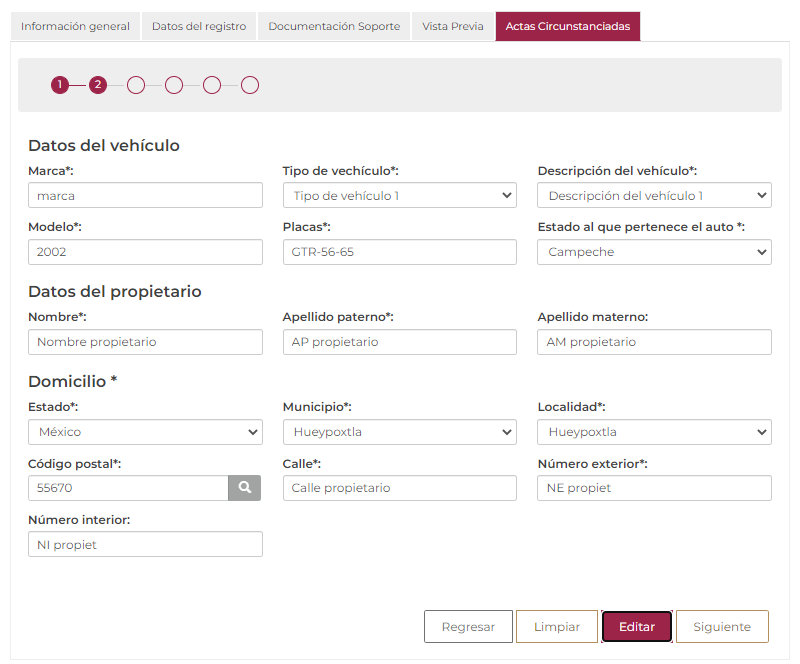 Información general Datos del registro Documentación Soporte Vista Previa Actas Circunstanciadas
1 2
Datos del vehículo
Marca*: Tipo de vechículo*: Descripción del vehículo*:
marca Tipo de vehículo 1 Descripción del vehículo 1
Modelo*: Placas*: Estado al que pertenece el auto *:
2002 GTR-56-65 Campeche
Datos del propietario
Nombre*: Apellido paterno*: Apellido materno:
Nombre propietario AP propietario AM propietario
Domicilio *
Estado*: Municipio*: Localidad*:
México Hueypoxtla Hueypoxtla
Código postal*: Calle*: Número exterior*:
55670 Calle propietario NE propiet
Número interior:
NI propiet
Regresar Limpiar Editar Siguiente